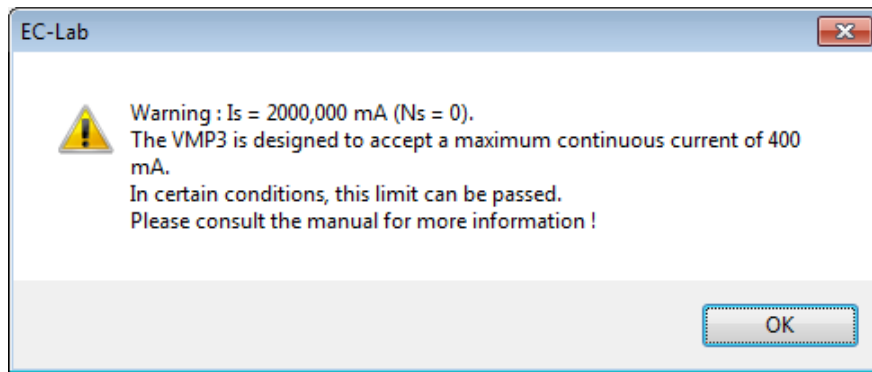 EC-Lab
Warning : Is = 2000,000 mA (Ns = 0).
The VMP3 is designed to accept a maximum continuous current of 400
mA.
In certain conditions, this limit can be passed.
Please consult the manual for more information !
OK